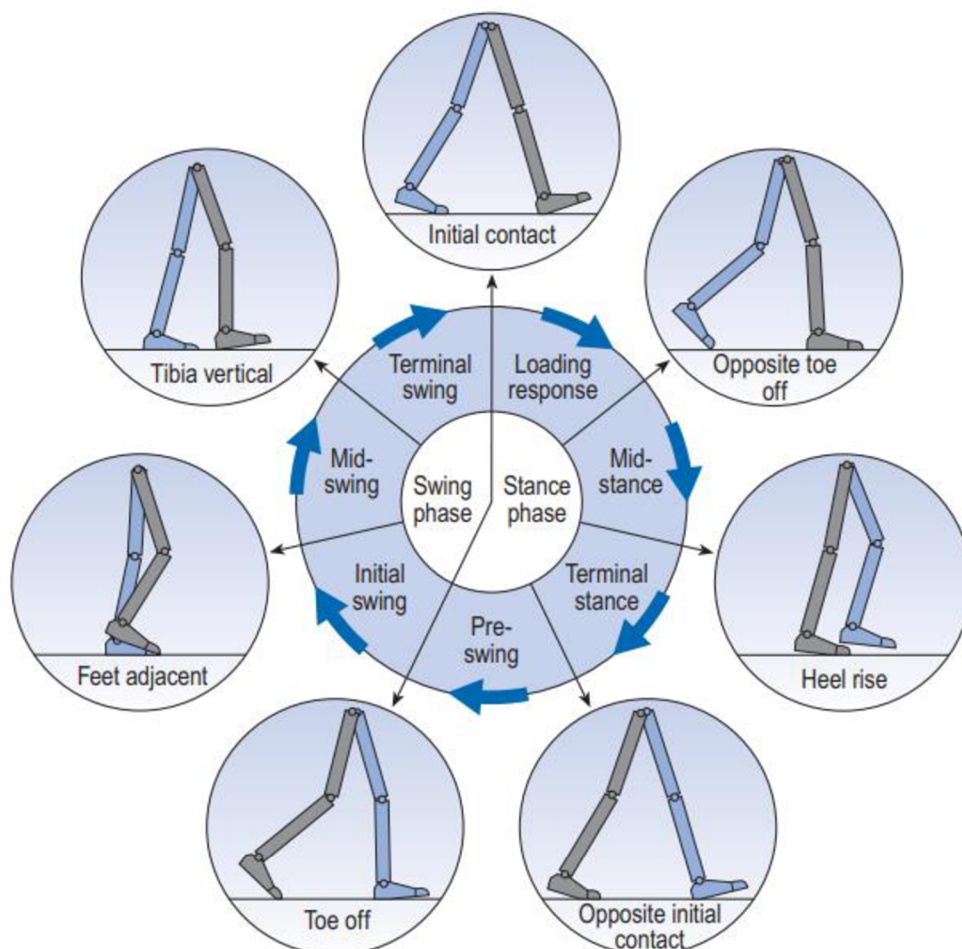 Initial contact
Opposite toe
off
Tibia vertical
Terminal
swing
Loading
response
Mid-
swing
Swing
phase
Stance
phase
Mid-
stance
Initial
swing
Pre-
swing
Terminal
stance
Feet adjacent
Heel rise
Toe off
Opposite initial
contact